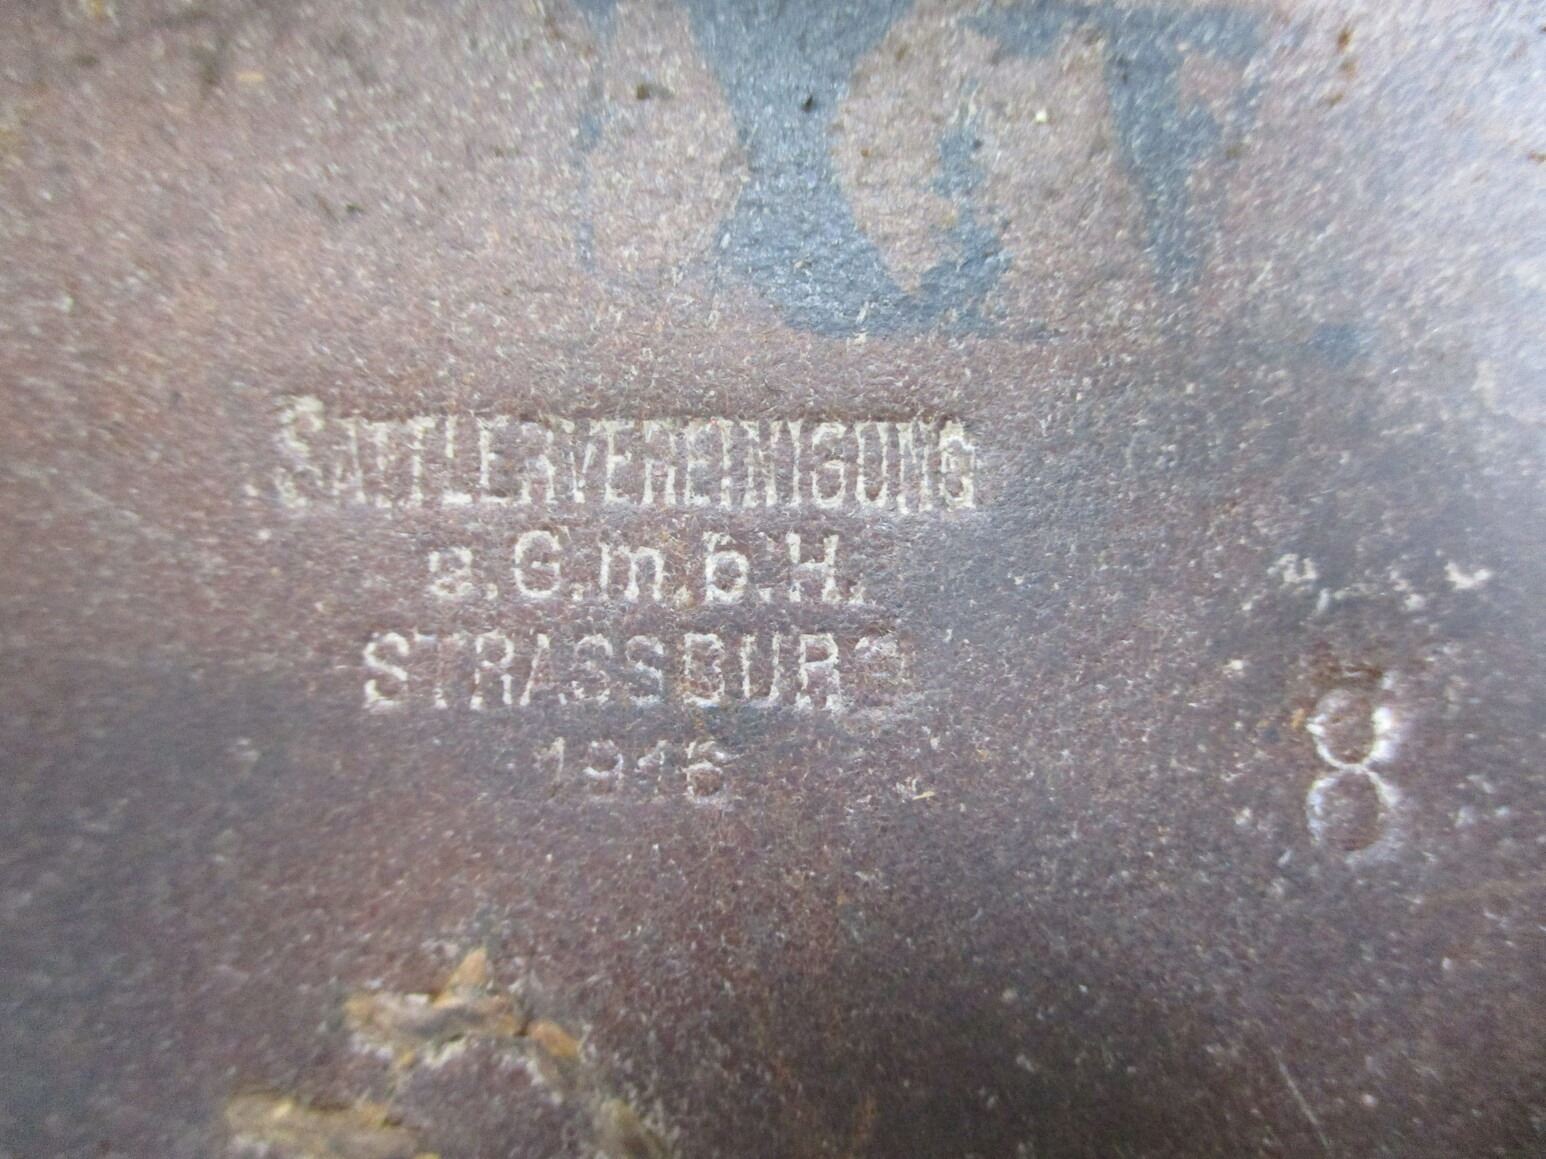 SATTLERVEREINIGUNG
a.G.m.b.H.
STRASSBURG
1916
8